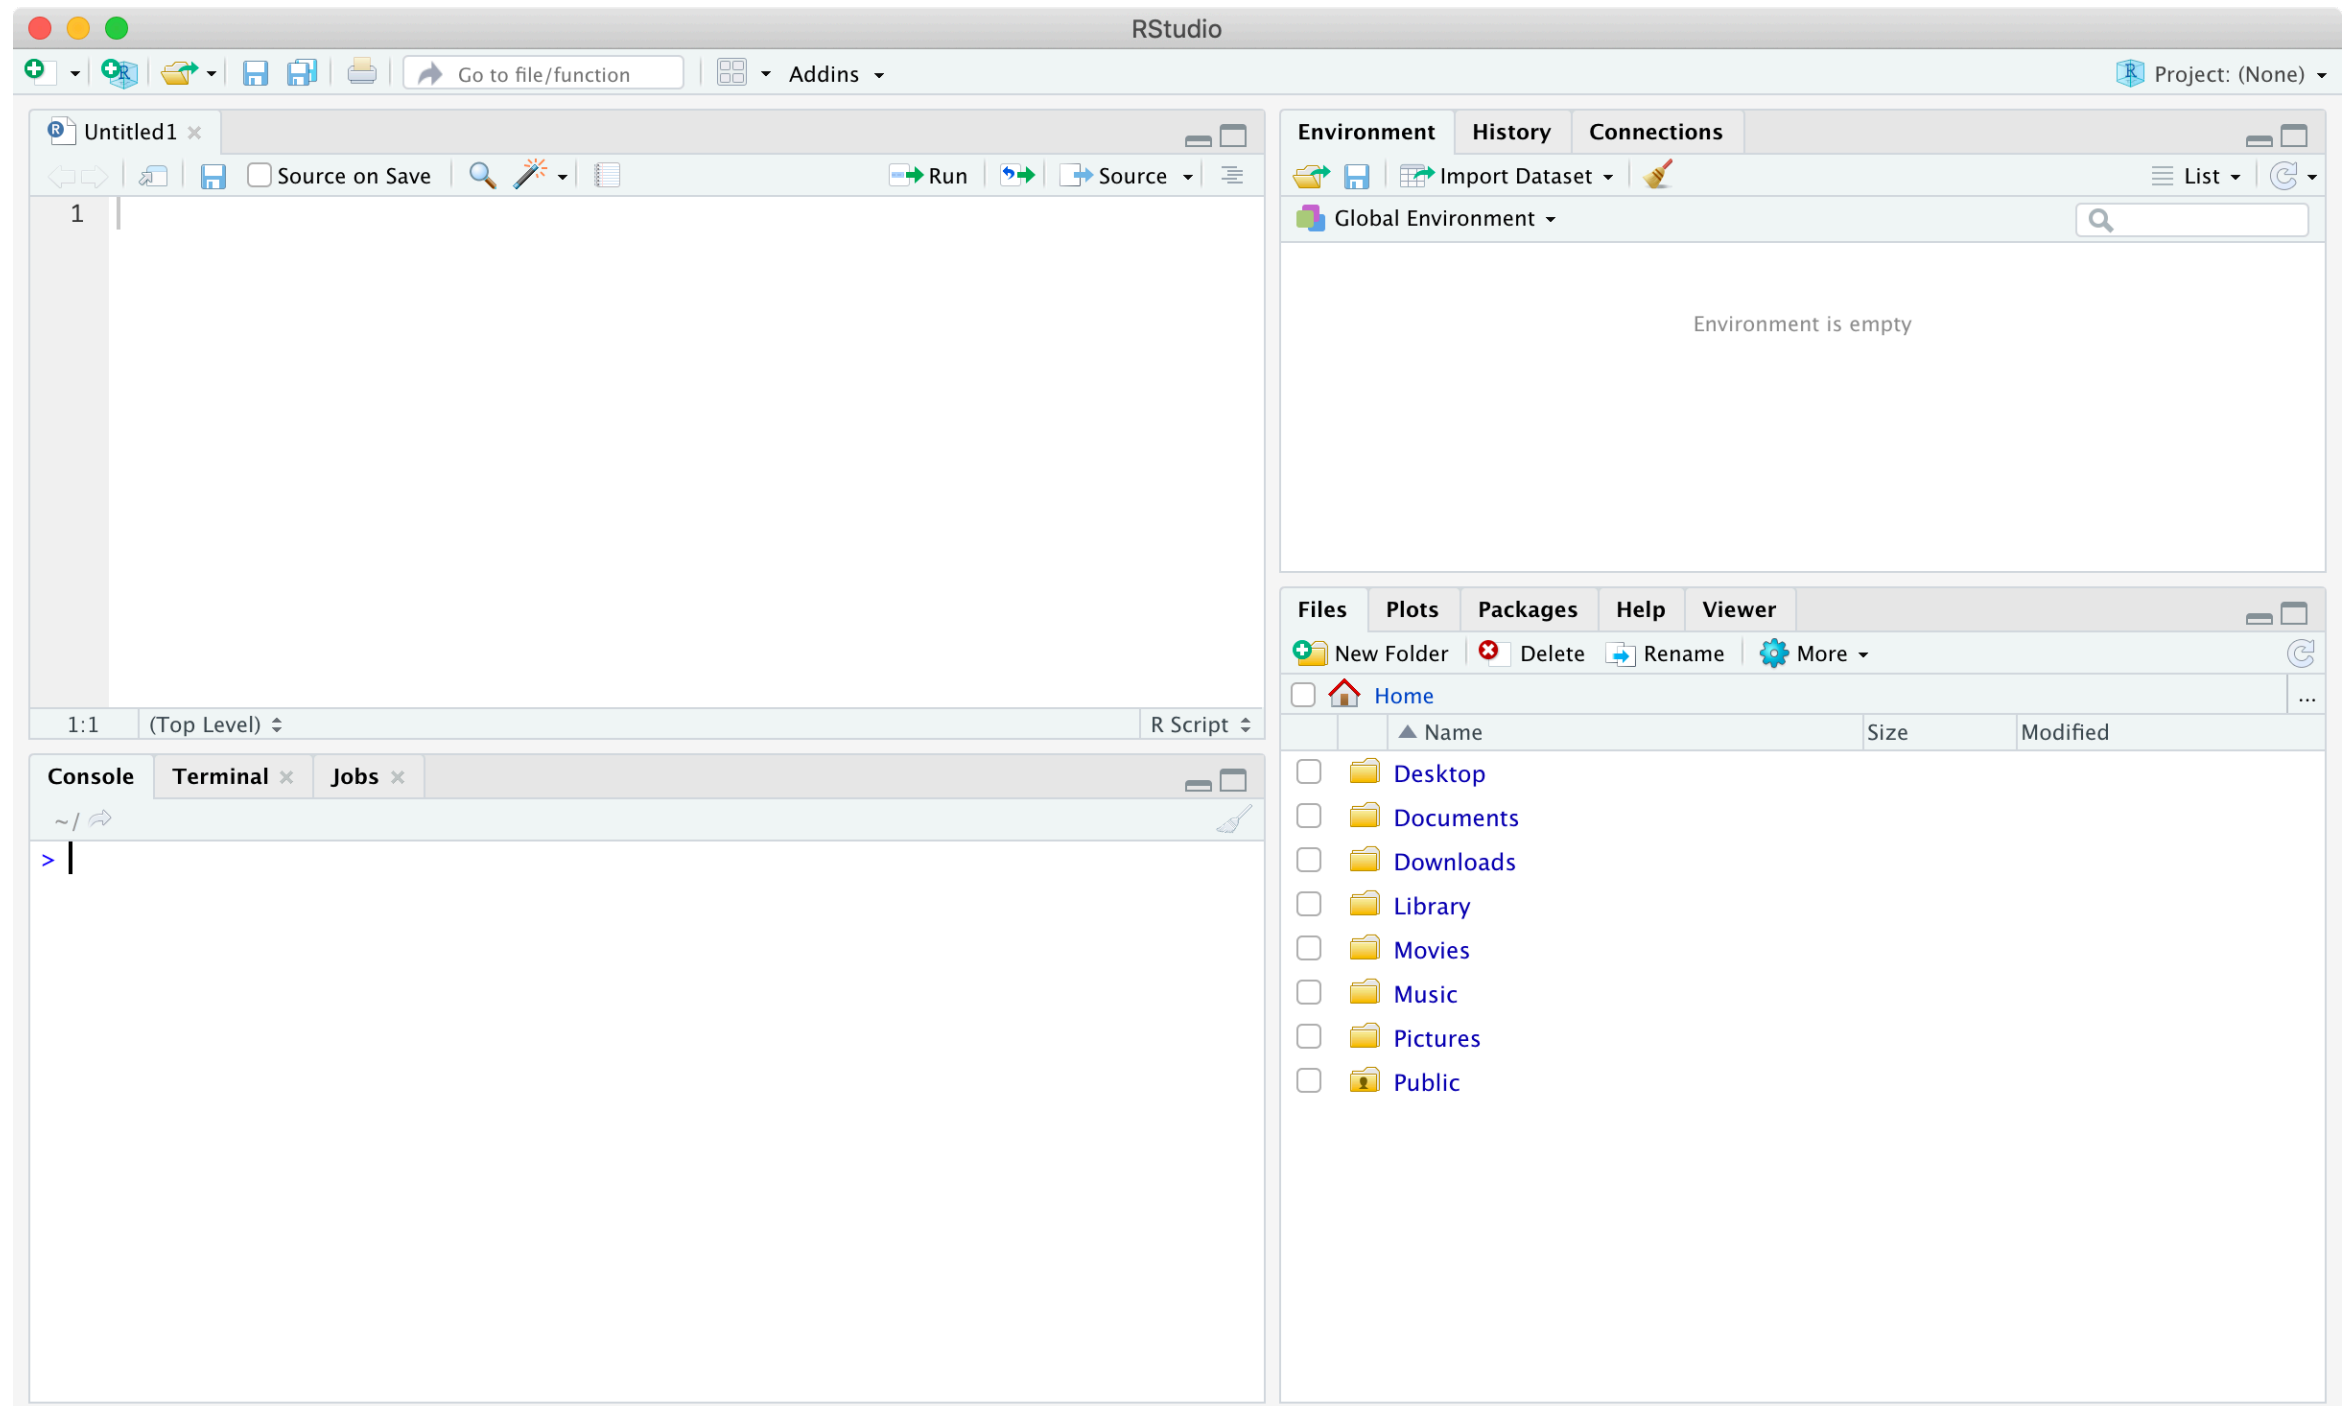 RStudio
Go to file/function
Addins
Project: (None)
Untitled1
Source on Save
Run
Source
1
1:1
(Top Level)
R Script
Console
Terminal
Jobs
~/
>
Environment
History
Connections
Import Dataset
List
Global Environment
Environment is empty
Files
Plots
Packages
Help
Viewer
New Folder
Delete
Rename
More
Home
...
Name
Size
Modified
Desktop
Documents
Downloads
Library
Movies
Music
Pictures
Public